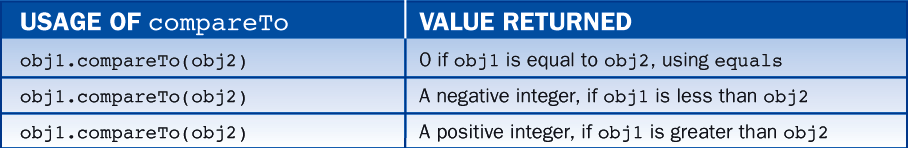 USAGE OF compareTo VALUE RETURNED
obj1.compareTo(obj2) 0 if obj1 is equal to obj2, using equals
obj1.compareTo(obj2) A negative integer, if obj1 is less than obj2
obj1.compareTo(obj2) A positive integer, if obj1 is greater than obj2